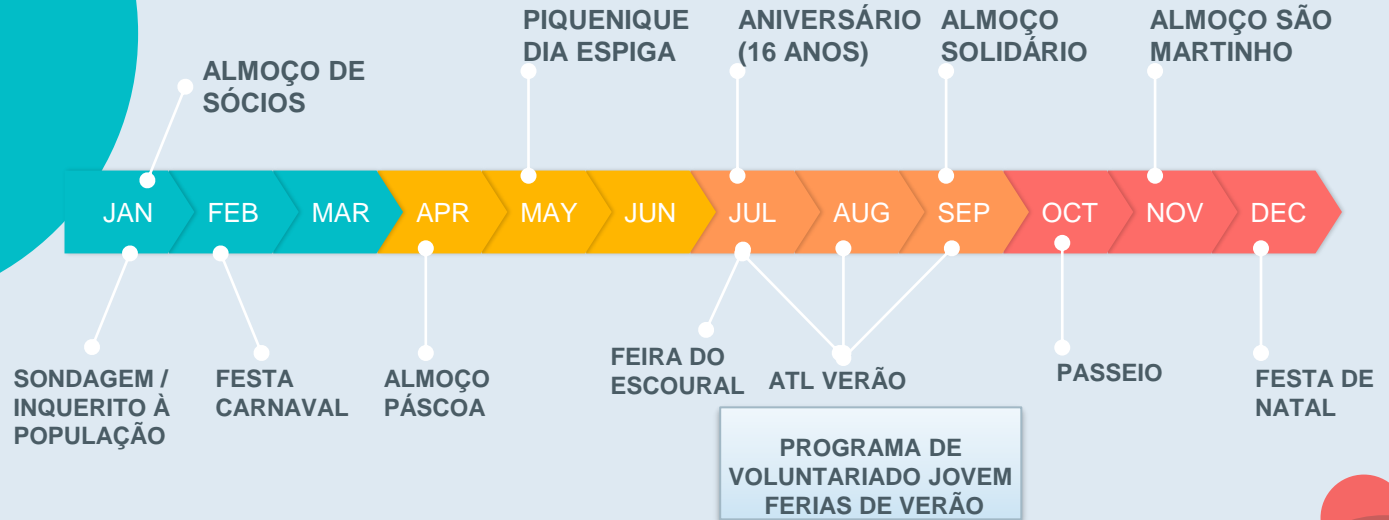 PIQUENIQUE
DIA ESPIGA
ANIVERSÁRIO
(16 ANOS)
ALMOÇO
SOLIDÁRIO
ALMOÇO SÃO
MARTINHO
ALMOÇO DE
SÓCIOS
JAN
FEB
MAR
APR
MAY
JUN
JUL
AUG
SEP
OCT
NOV
DEC
SONDAGEM /
INQUERITO À
POPULAÇÃO
FESTA
CARNAVAL
ALMOÇO
PÁSCOA
FEIRA DO
ESCOURAL
ATL VERÃO
PASSEIO
FESTA DE
NATAL
PROGRAMA DE
VOLUNTARIADO JOVEM
FERIAS DE VERÃO